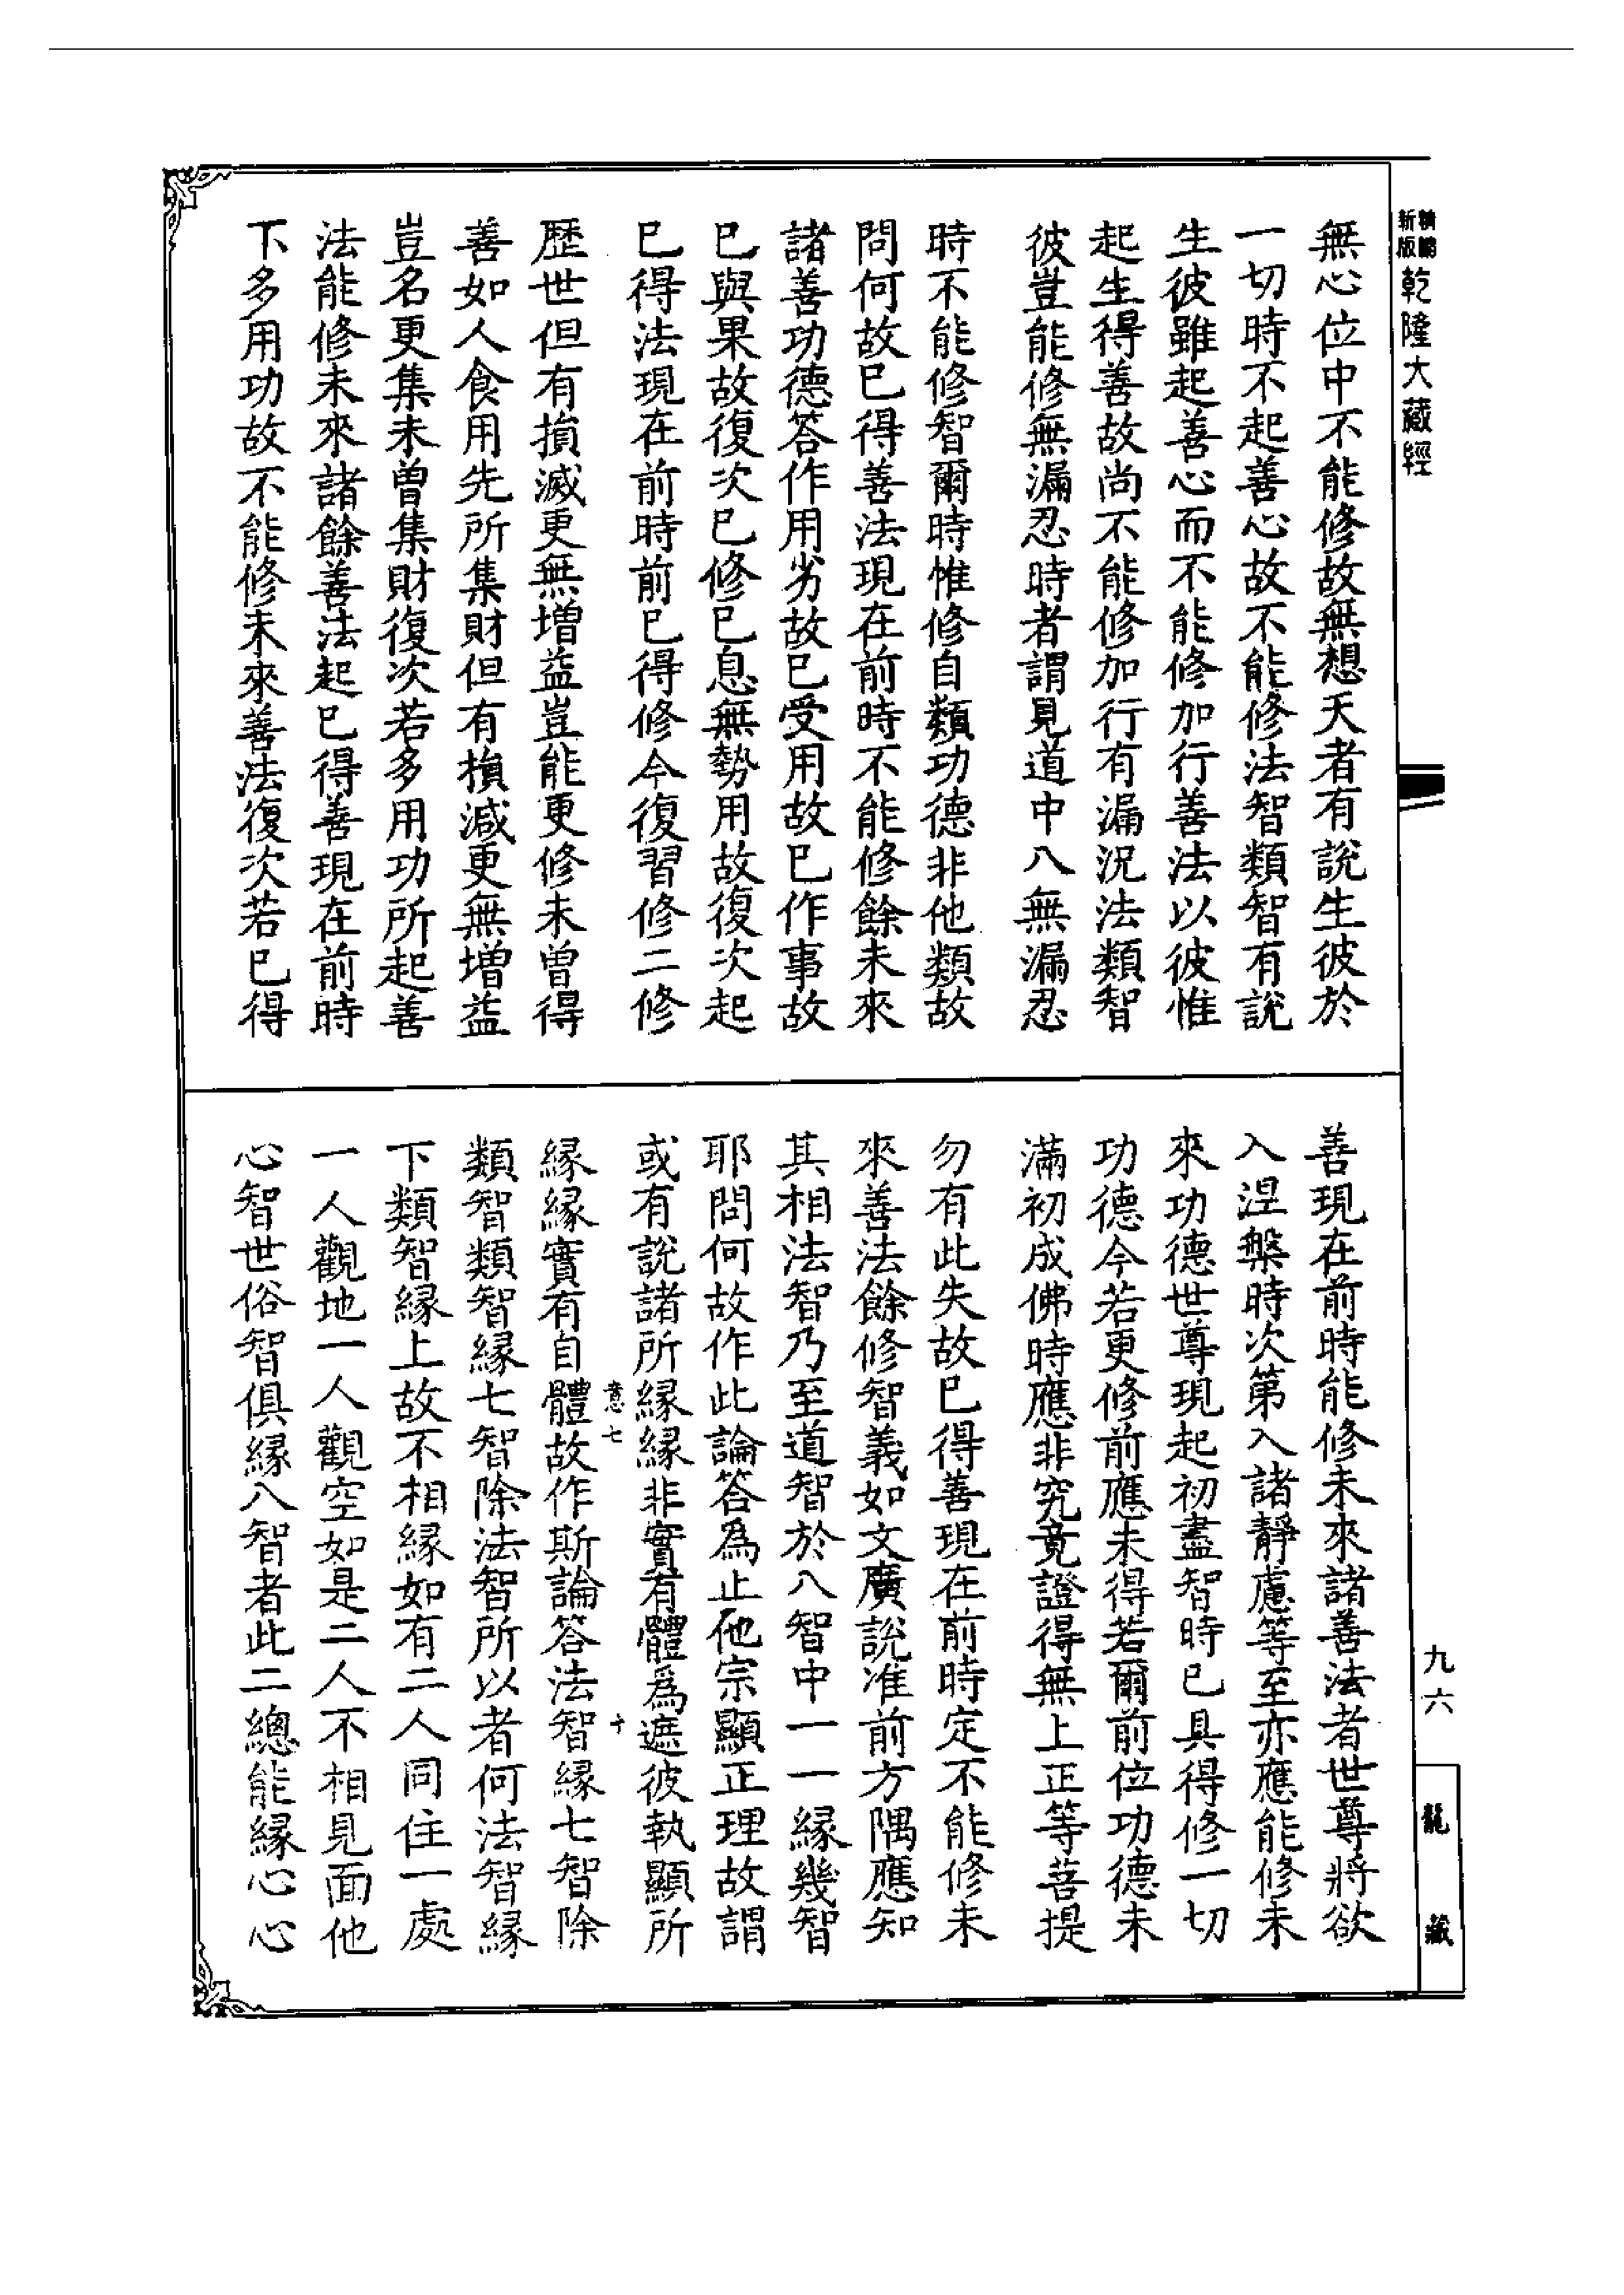 精縮新版乾隆大藏經
無心位中不能修故無想天者有說生彼於
一切時不起善心故不能修法智類智有說
生彼雖起善心而不能修加行善法以彼惟
起生得善故尚不能修加行有漏況法類智
彼豈能修無漏忍時者謂見道中八無漏忍
時不能修智爾時惟修自類功德非他類故
問何故已得善法現在前時不能修餘未來
諸善功德答作用劣故已受用故已作事故
已與果故復次已修已息無勢用故復次起
已得法現在前時前已得修今復習修二修
歷世但有損減更無增益豈能更修未曾得
善如人食用先所集財但有損減更無增益
豈名更集未曾集財復次若多用功所起善
法能修未來諸餘善法起已得善現在前時
下多用功故不能修未來善法復次若已得
善現在前時能修未來諸善法者世尊將欲
入涅槃時次第入諸靜慮等至亦應能修未
來功德世尊現起初盡智時已具得修一切
功德今若更修前應未得若爾前位功德未
滿初成佛時應非究竟證得無上正等菩提
勿有此失故已得善現在前時定不能修未
來善法餘修智義如文廣說准前方隅應知
其相法智乃至道智於八智中一一緣幾智
耶問何故作此論答為止他宗顯正理故謂
或有說諸所緣緣非實有體為遮彼執顯所
意七 十
緣緣實有自體故作斯論答法智緣七智除
類智類智緣七智除法智所以者何法智緣
下類智緣上故不相緣如有二人同住一處
一人觀地一人觀空如是二人不相見面他
心智世俗智俱緣八智者此二總能緣心心
九六
龍藏